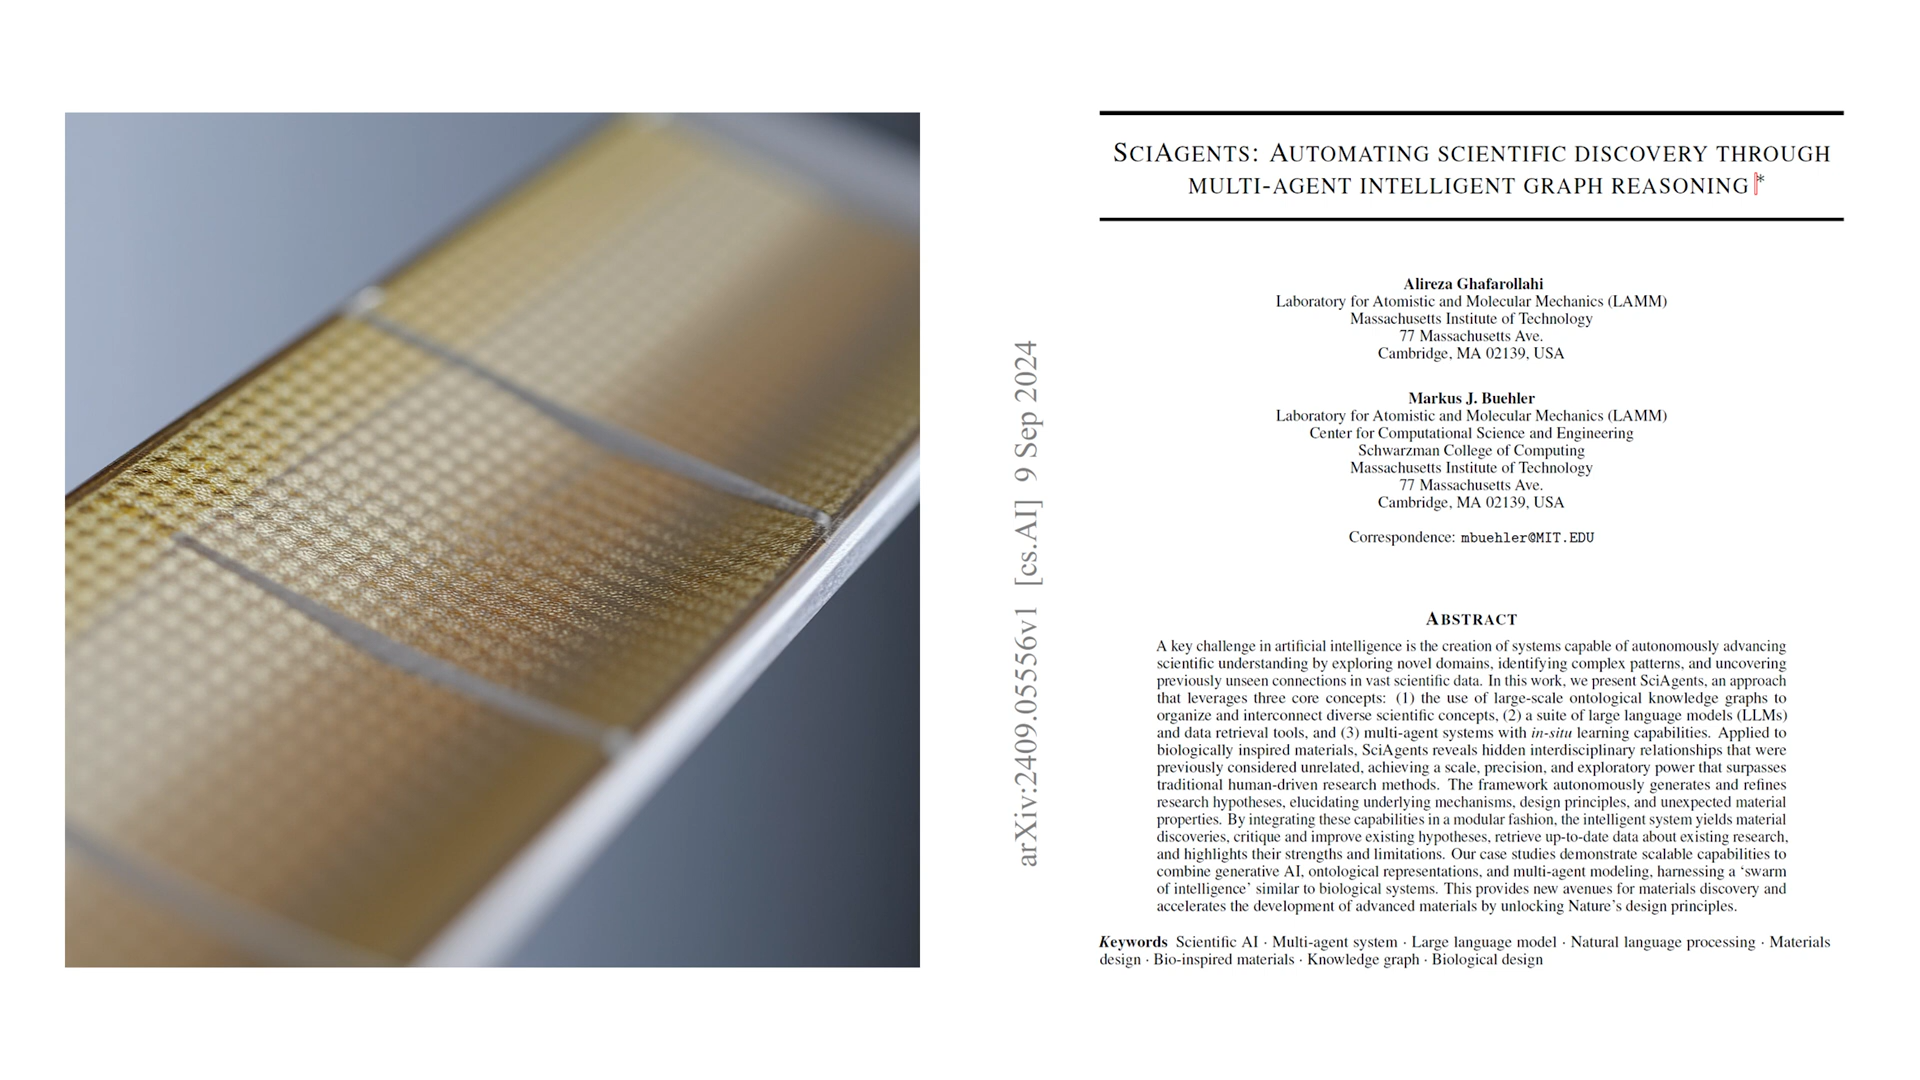 SCIAGENTS: AUTOMATING SCIENTIFIC DISCOVERY THROUGH
MULTI-AGENT INTELLIGENT GRAPH REASONING*
Alireza Ghafarollahi
Laboratory for Atomistic and Molecular Mechanics (LAMM)
Massachusetts Institute of Technology
77 Massachusetts Ave.
Cambridge, MA 02139, USA
Markus J. Buehler
Laboratory for Atomistic and Molecular Mechanics (LAMM)
Center for Computational Science and Engineering
Schwarzman College of Computing
Massachusetts Institute of Technology
77 Massachusetts Ave.
Cambridge, MA 02139, USA
Correspondence: mbuehler@MIT.EDU
arXiv:2409.05556v1 [cs.AI] 9 Sep 2024
ABSTRACT
A key challenge in artificial intelligence is the creation of systems capable of autonomously advancing
scientific understanding by exploring novel domains, identifying complex patterns, and uncovering
previously unseen connections in vast scientific data. In this work, we present SciAgents, an approach
that leverages three core concepts: (1) the use of large-scale ontological knowledge graphs to
organize and interconnect diverse scientific concepts, (2) a suite of large language models (LLMs)
and data retrieval tools, and (3) multi-agent systems with in-situ learning capabilities. Applied to
biologically inspired materials, SciAgents reveals hidden interdisciplinary relationships that were
previously considered unrelated, achieving a scale, precision, and exploratory power that surpasses
traditional human-driven research methods. The framework autonomously generates and refines
research hypotheses, elucidating underlying mechanisms, design principles, and unexpected material
properties. By integrating these capabilities in a modular fashion, the intelligent system yields material
discoveries, critique and improve existing hypotheses, retrieve up-to-date data about existing research,
and highlights their strengths and limitations. Our case studies demonstrate scalable capabilities to
combine generative AI, ontological representations, and multi-agent modeling, harnessing a ‘swarm
of intelligence’ similar to biological systems. This provides new avenues for materials discovery and
accelerates the development of advanced materials by unlocking Nature’s design principles.
Keywords Scientific AI · Multi-agent system · Large language model · Natural language processing · Materials
design · Bio-inspired materials · Knowledge graph · Biological design